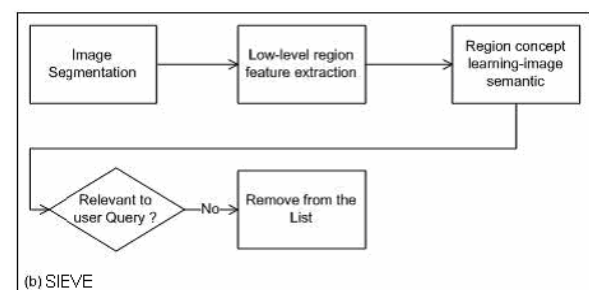 Image
Segmentation
Low-level region
feature extraction
Region concept
learning-image
semantic
Relevant to
user Query ?
No
Remove from the
List
(b) SIEVE